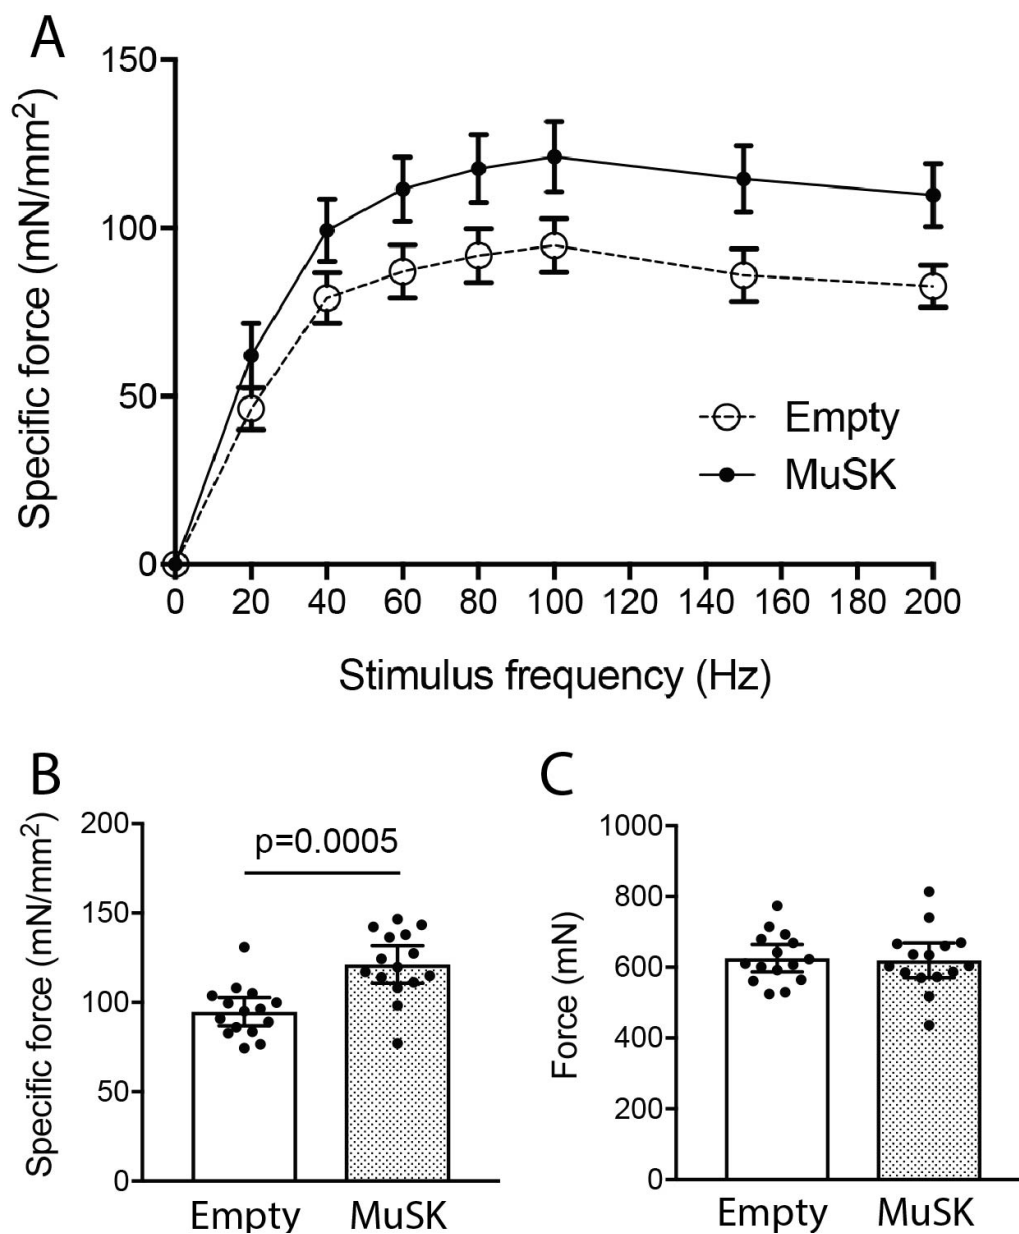 A
Specific force (mN/mm²)
150
100
50
0
0 20 40 60 80 100 120 140 160 180 200
Stimulus frequency (Hz)
Empty
MuSK
B
Specific force (mN/mm²)
200
150
100
50
0
p=0.0005
Empty MuSK
C
Force (mN)
1000
800
600
400
200
0
Empty MuSK